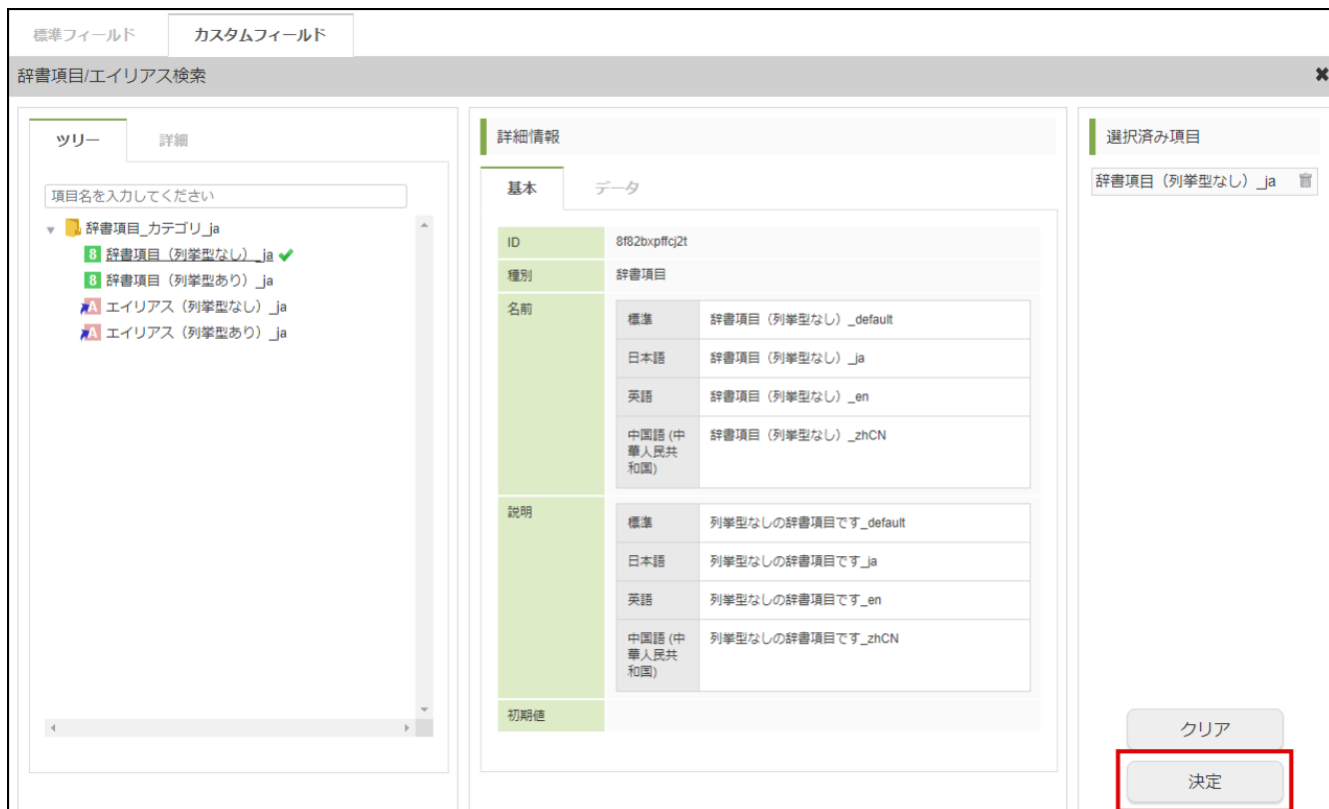 標準フィールド
カスタムフィールド
辞書項目/エイリアス検索
ツリー
詳細
項目名を入力してください
辞書項目_カテゴリ_ja
8 辞書項目（列挙型なし）_ja
8 辞書項目（列挙型あり）_ja
A エイリアス（列挙型なし）_ja
A エイリアス（列挙型あり）_ja
詳細情報
基本
データ
ID 8f82bxpffcj2t
種別 辞書項目
名前
標準 辞書項目（列挙型なし）_default
日本語 辞書項目（列挙型なし）_ja
英語 辞書項目（列挙型なし）_en
中国語 (中 辞書項目（列挙型なし）_zhCN
華人民共
和国)
説明
標準 列挙型なしの辞書項目です_default
日本語 列挙型なしの辞書項目です_ja
英語 列挙型なしの辞書項目です_en
中国語 (中 列挙型なしの辞書項目です_zhCN
華人民共
和国)
初期値
選択済み項目
辞書項目（列挙型なし）_ja
クリア
決定